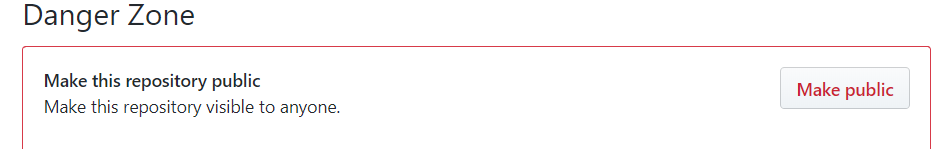 Danger Zone
Make this repository public
Make this repository visible to anyone.
Make public